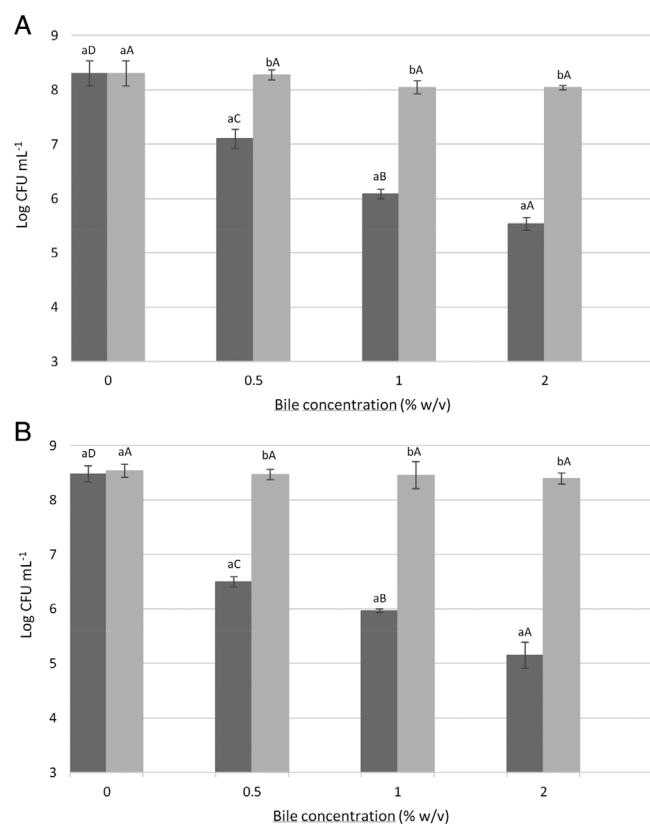 A
9
aD aA bA bA bA
8
aC
7
aB
6
aA
5
4
3
Log CFU mL-1
0 0.5 1 2
Bile concentration (% w/v)
B
9
aD aA bA bA bA
8
7
aC
6
aB
aA
5
4
3
Log CFU mL-1
0 0.5 1 2
Bile concentration (% w/v)